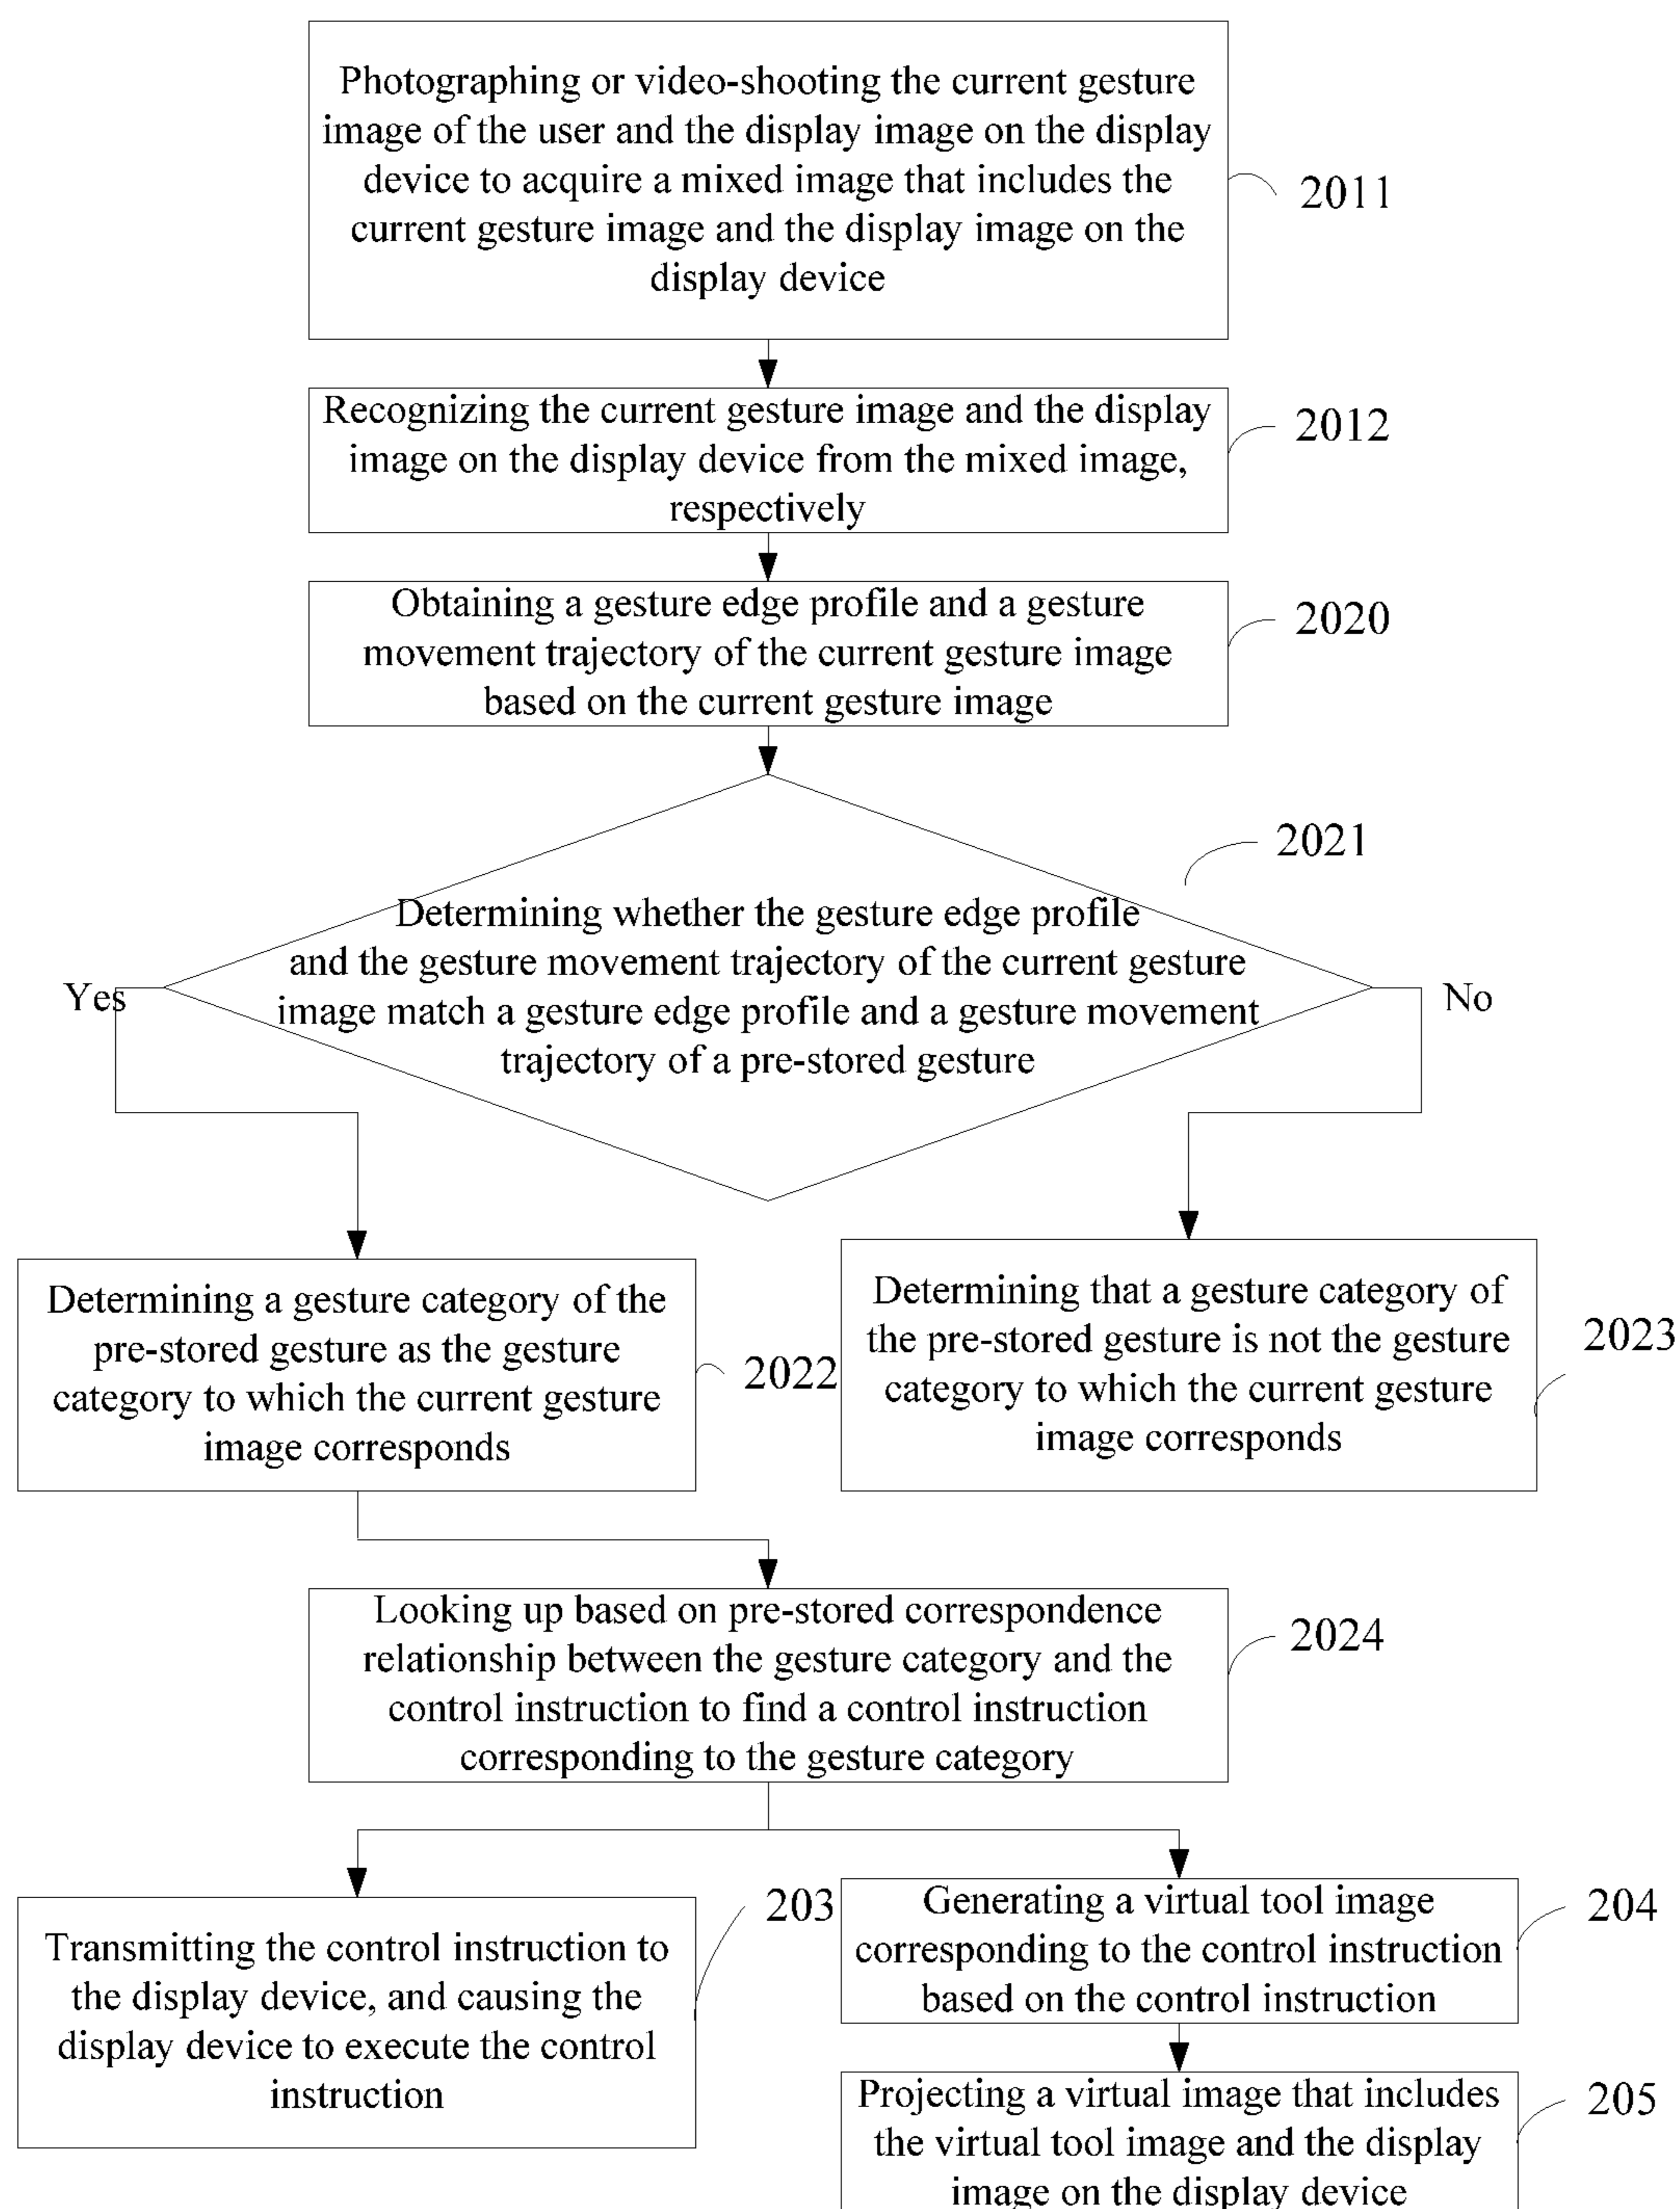 Photographing or video-shooting the current gesture
image of the user and the display image on the display
device to acquire a mixed image that includes the
current gesture image and the display image on the
display device
2011
Recognizing the current gesture image and the display
image on the display device from the mixed image,
respectively
2012
Obtaining a gesture edge profile and a gesture
movement trajectory of the current gesture image
based on the current gesture image
2020
2021
Determining whether the gesture edge profile
and the gesture movement trajectory of the current gesture
image match a gesture edge profile and a gesture movement
trajectory of a pre-stored gesture
Yes
No
Determining a gesture category of the
pre-stored gesture as the gesture
category to which the current gesture
image corresponds
2022
Determining that a gesture category of
the pre-stored gesture is not the gesture
category to which the current gesture
image corresponds
2023
Looking up based on pre-stored correspondence
relationship between the gesture category and the
control instruction to find a control instruction
corresponding to the gesture category
2024
Transmitting the control instruction to
the display device, and causing the
display device to execute the control
instruction
203
Generating a virtual tool image
corresponding to the control instruction
based on the control instruction
204
Projecting a virtual image that includes
the virtual tool image and the display
image on the display device
205